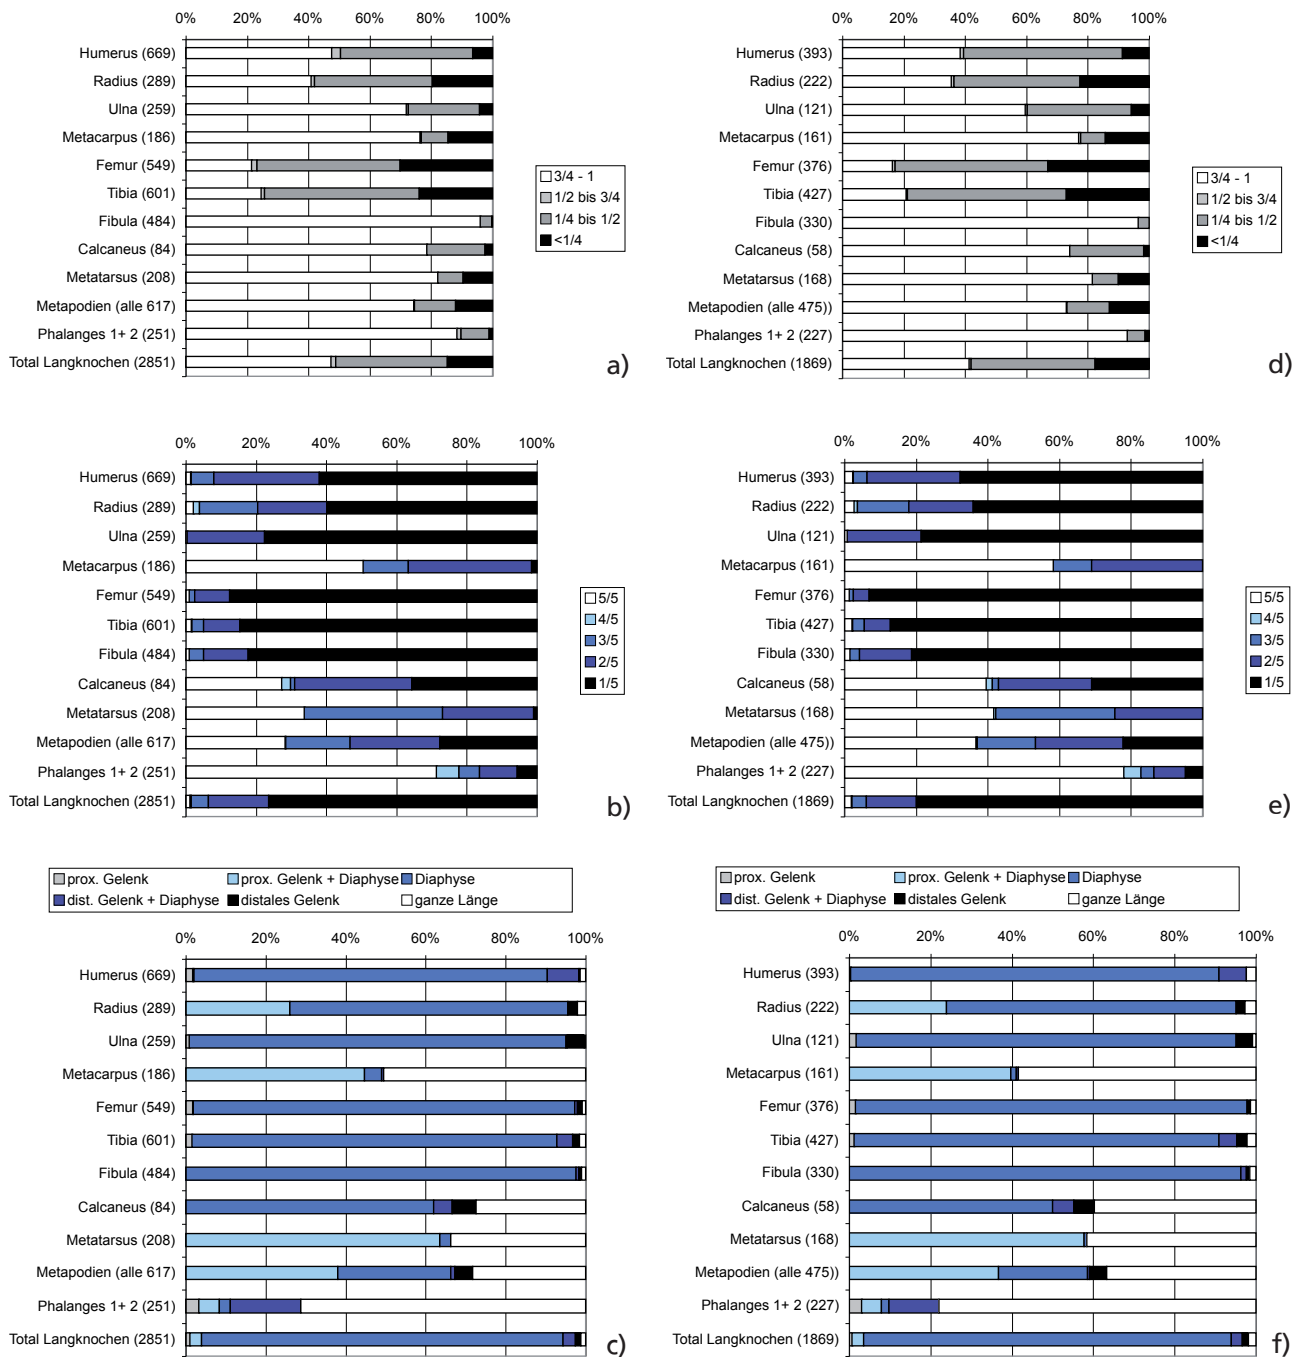 0% 20% 40% 60% 80% 100%
Humerus (669)
Radius (289)
Ulna (259)
Metacarpus (186)
Femur (549)
Tibia (601)
Fibula (484)
Calcaneus (84)
Metatarsus (208)
Metapodien (alle 617)
Phalanges 1+ 2 (251)
Total Langknochen (2851)
3/4 - 1
1/2 bis 3/4
1/4 bis 1/2
<1/4
a)
0% 20% 40% 60% 80% 100%
Humerus (393)
Radius (222)
Ulna (121)
Metacarpus (161)
Femur (376)
Tibia (427)
Fibula (330)
Calcaneus (58)
Metatarsus (168)
Metapodien (alle 475))
Phalanges 1+ 2 (227)
Total Langknochen (1869)
3/4 - 1
1/2 bis 3/4
1/4 bis 1/2
<1/4
d)
0% 20% 40% 60% 80% 100%
Humerus (669)
Radius (289)
Ulna (259)
Metacarpus (186)
Femur (549)
Tibia (601)
Fibula (484)
Calcaneus (84)
Metatarsus (208)
Metapodien (alle 617)
Phalanges 1+ 2 (251)
Total Langknochen (2851)
5/5
4/5
3/5
2/5
1/5
b)
0% 20% 40% 60% 80% 100%
Humerus (393)
Radius (222)
Ulna (121)
Metacarpus (161)
Femur (376)
Tibia (427)
Fibula (330)
Calcaneus (58)
Metatarsus (168)
Metapodien (alle 475))
Phalanges 1+ 2 (227)
Total Langknochen (1869)
5/5
4/5
3/5
2/5
1/5
e)
prox. Gelenk prox. Gelenk + Diaphyse Diaphyse
dist. Gelenk + Diaphyse distales Gelenk ganze Länge
0% 20% 40% 60% 80% 100%
Humerus (669)
Radius (289)
Ulna (259)
Metacarpus (186)
Femur (549)
Tibia (601)
Fibula (484)
Calcaneus (84)
Metatarsus (208)
Metapodien (alle 617)
Phalanges 1+ 2 (251)
Total Langknochen (2851)
c)
prox. Gelenk prox. Gelenk + Diaphyse Diaphyse
dist. Gelenk + Diaphyse distales Gelenk ganze Länge
0% 20% 40% 60% 80% 100%
Humerus (393)
Radius (222)
Ulna (121)
Metacarpus (161)
Femur (376)
Tibia (427)
Fibula (330)
Calcaneus (58)
Metatarsus (168)
Metapodien (alle 475))
Phalanges 1+ 2 (227)
Total Langknochen (1869)
f)